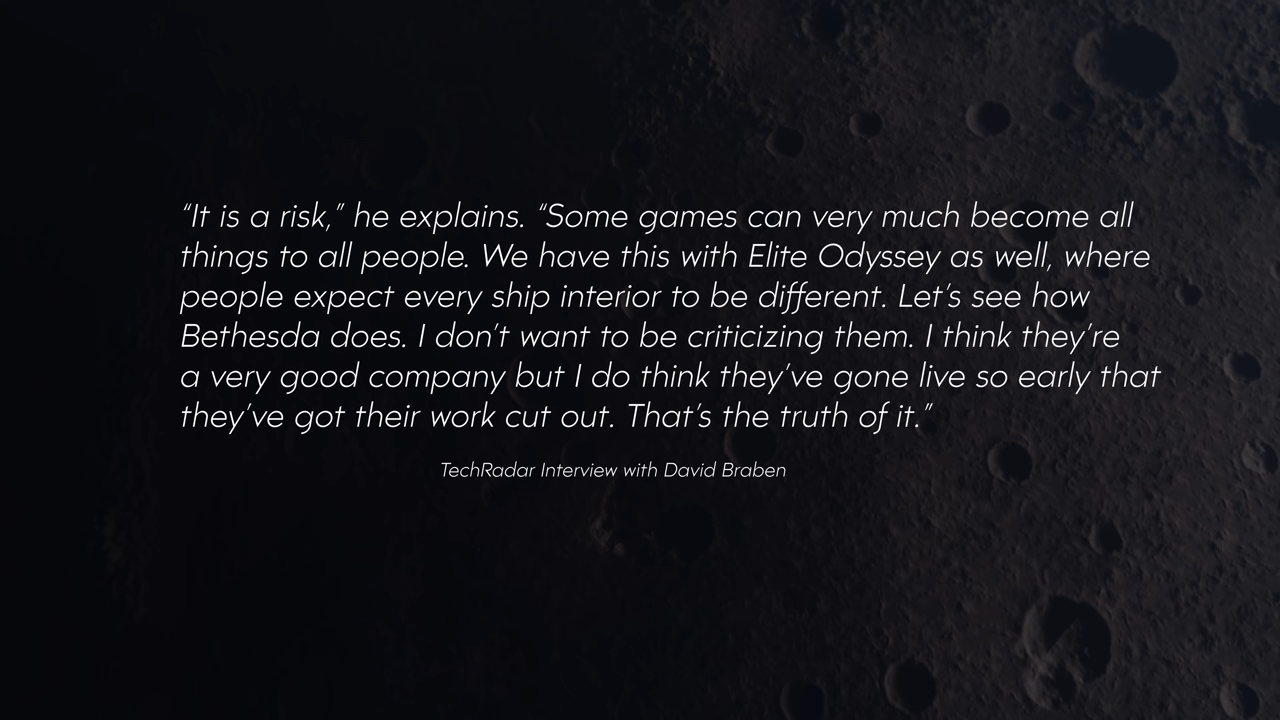 “It is a risk,” he explains. “Some games can very much become all
things to all people. We have this with Elite Odyssey as well, where
people expect every ship interior to be different. Let’s see how
Bethesda does. I don’t want to be criticizing them. I think they’re
a very good company but I do think they’ve gone live so early that
they’ve got their work cut out. That’s the truth of it.”
TechRadar Interview with David Braben